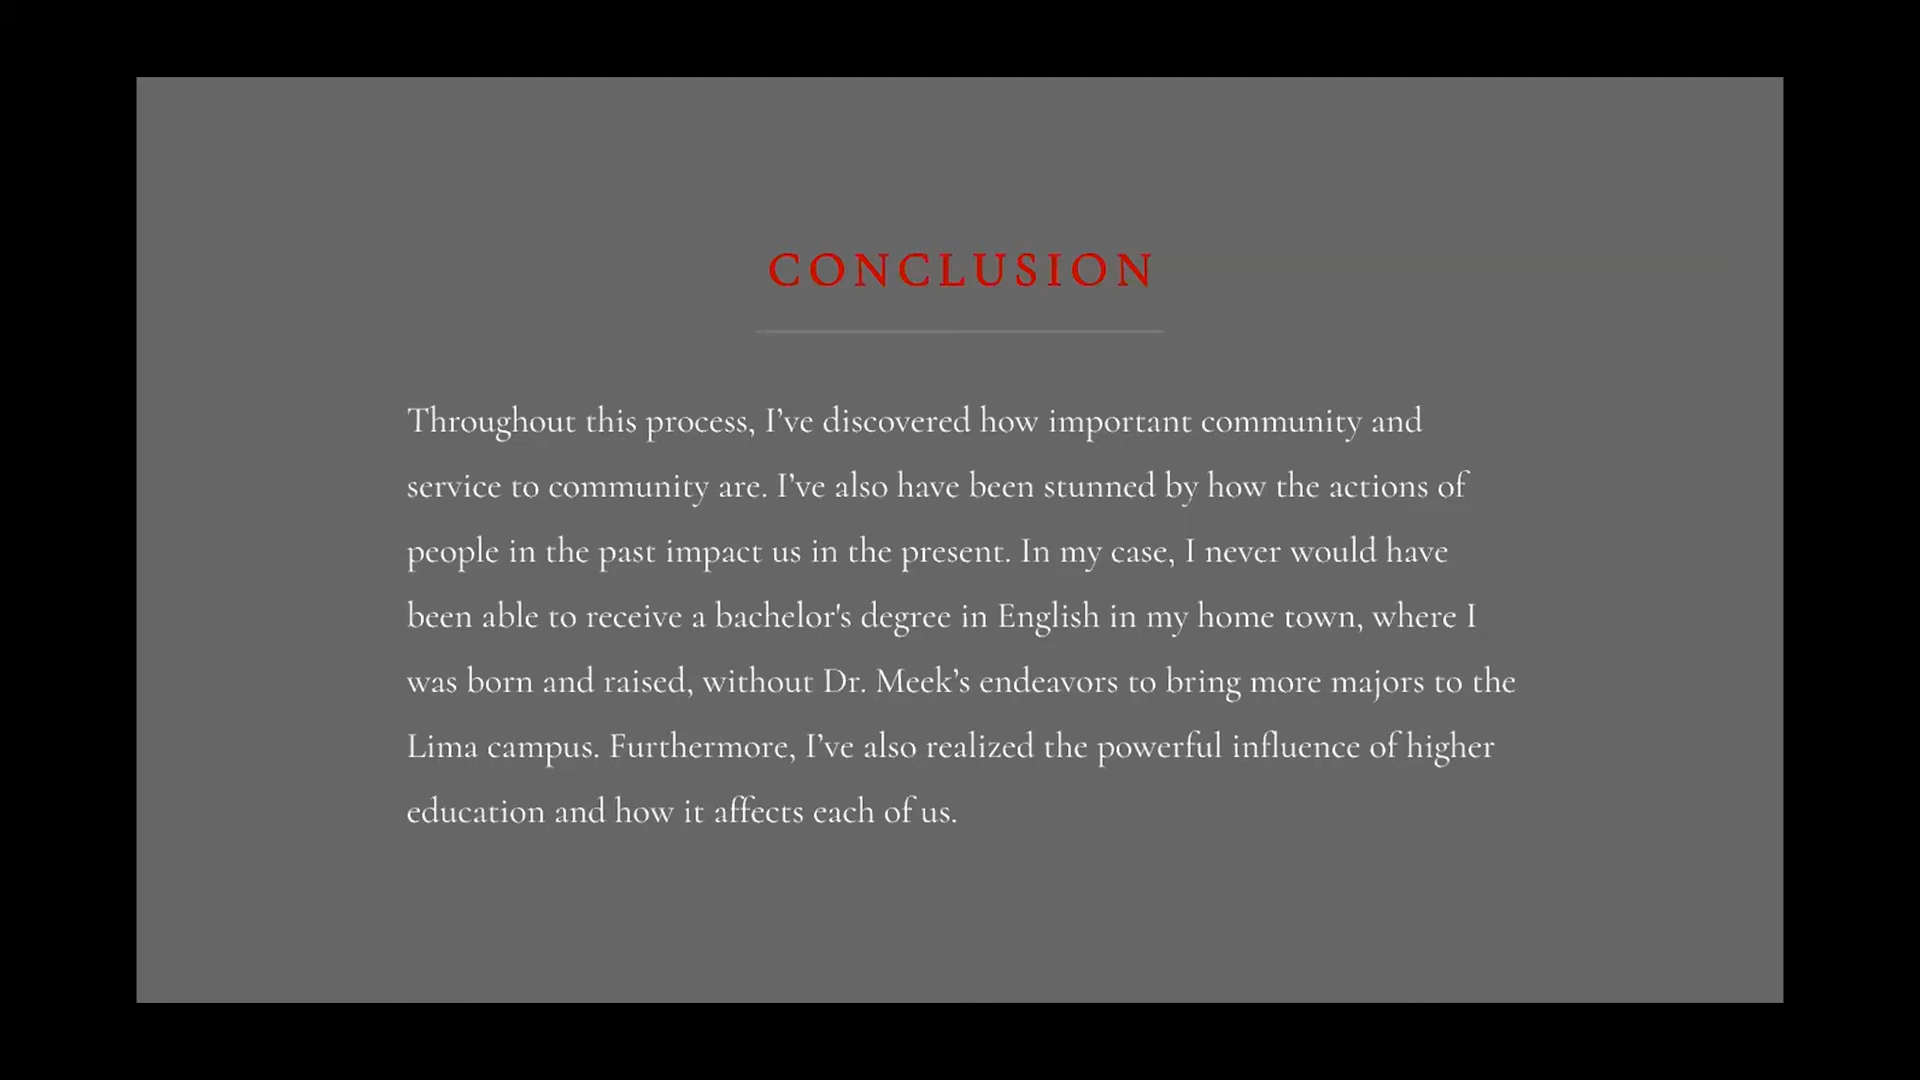 CONCLUSION
Throughout this process, I’ve discovered how important community and
service to community are. I’ve also have been stunned by how the actions of
people in the past impact us in the present. In my case, I never would have
been able to receive a bachelor's degree in English in my home town, where I
was born and raised, without Dr. Meek’s endeavors to bring more majors to the
Lima campus. Furthermore, I’ve also realized the powerful influence of higher
education and how it affects each of us.